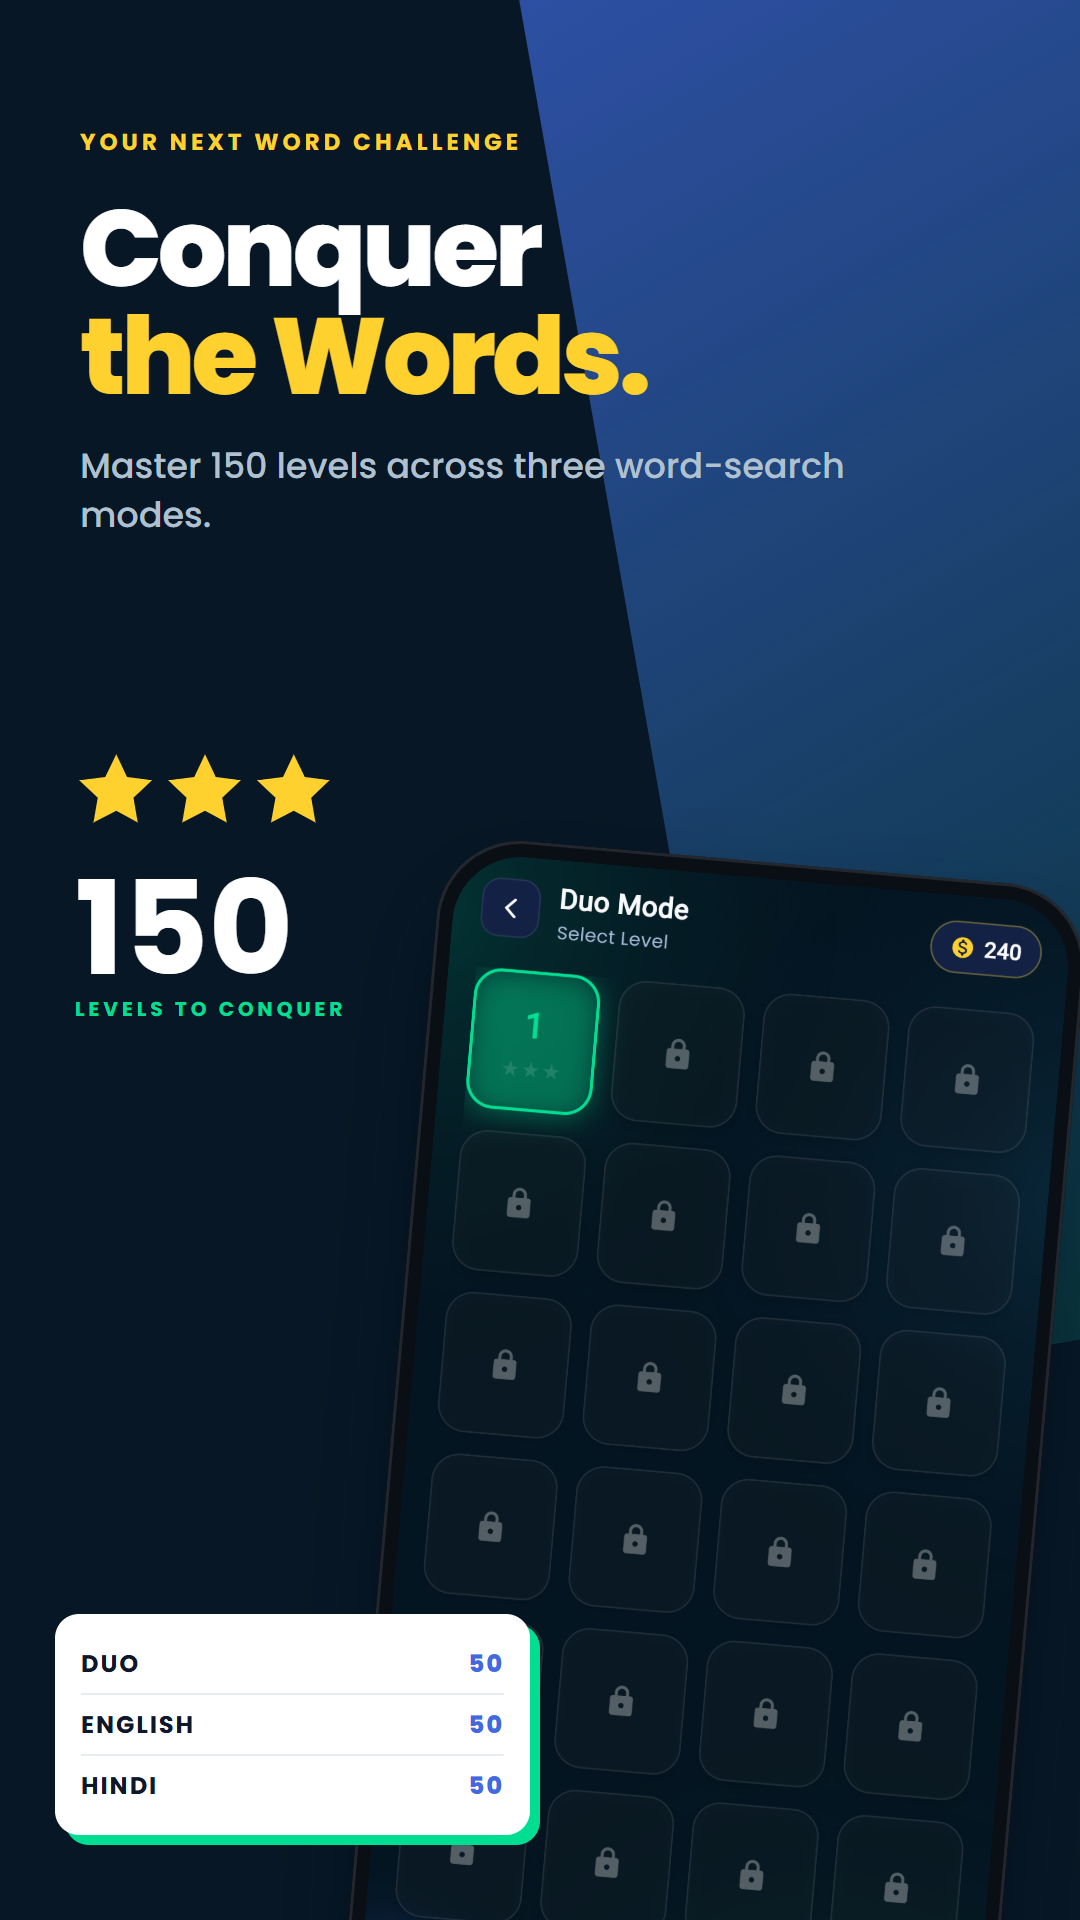 YOUR NEXT WORD CHALLENGE
Conquer
the Words.
Master 150 levels across three word-search
modes.
150
LEVELS TO CONQUER
Duo Mode
Select Level
240
1
DUO 50
ENGLISH 50
HINDI 50